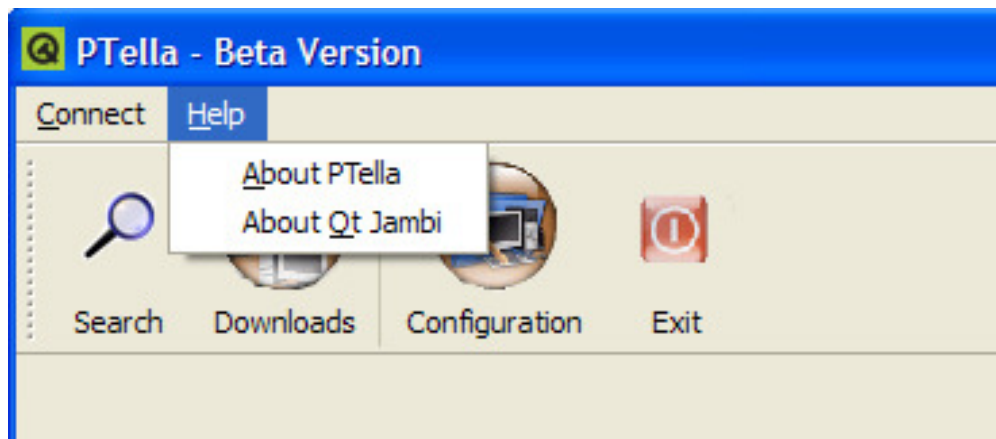 PTella - Beta Version
Connect Help
About PTella
About Qt Jambi
Search Downloads Configuration Exit